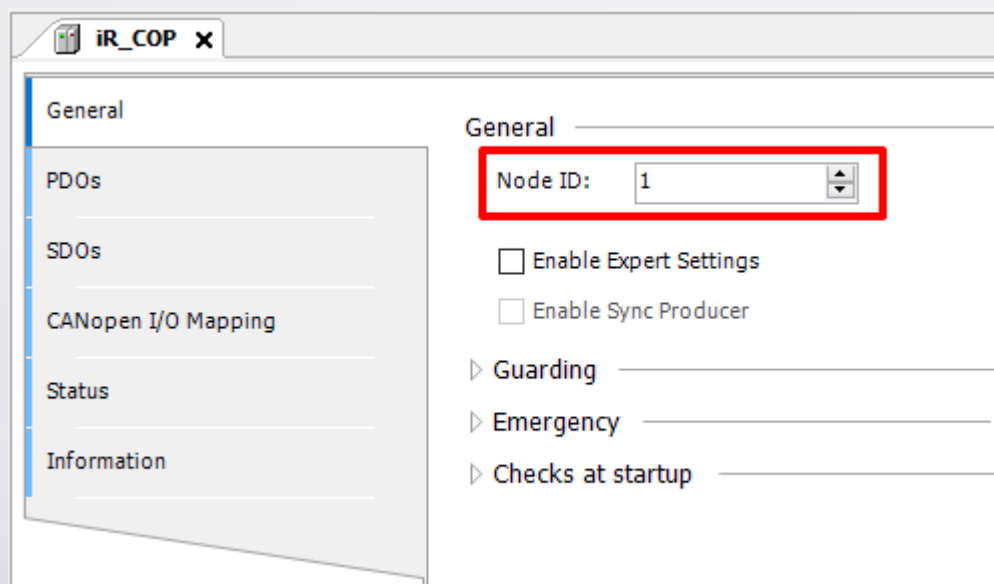 iR_COP
General
PDOs
SDOs
CANopen I/O Mapping
Status
Information
General
Node ID: 1
Enable Expert Settings
Enable Sync Producer
Guarding
Emergency
Checks at startup